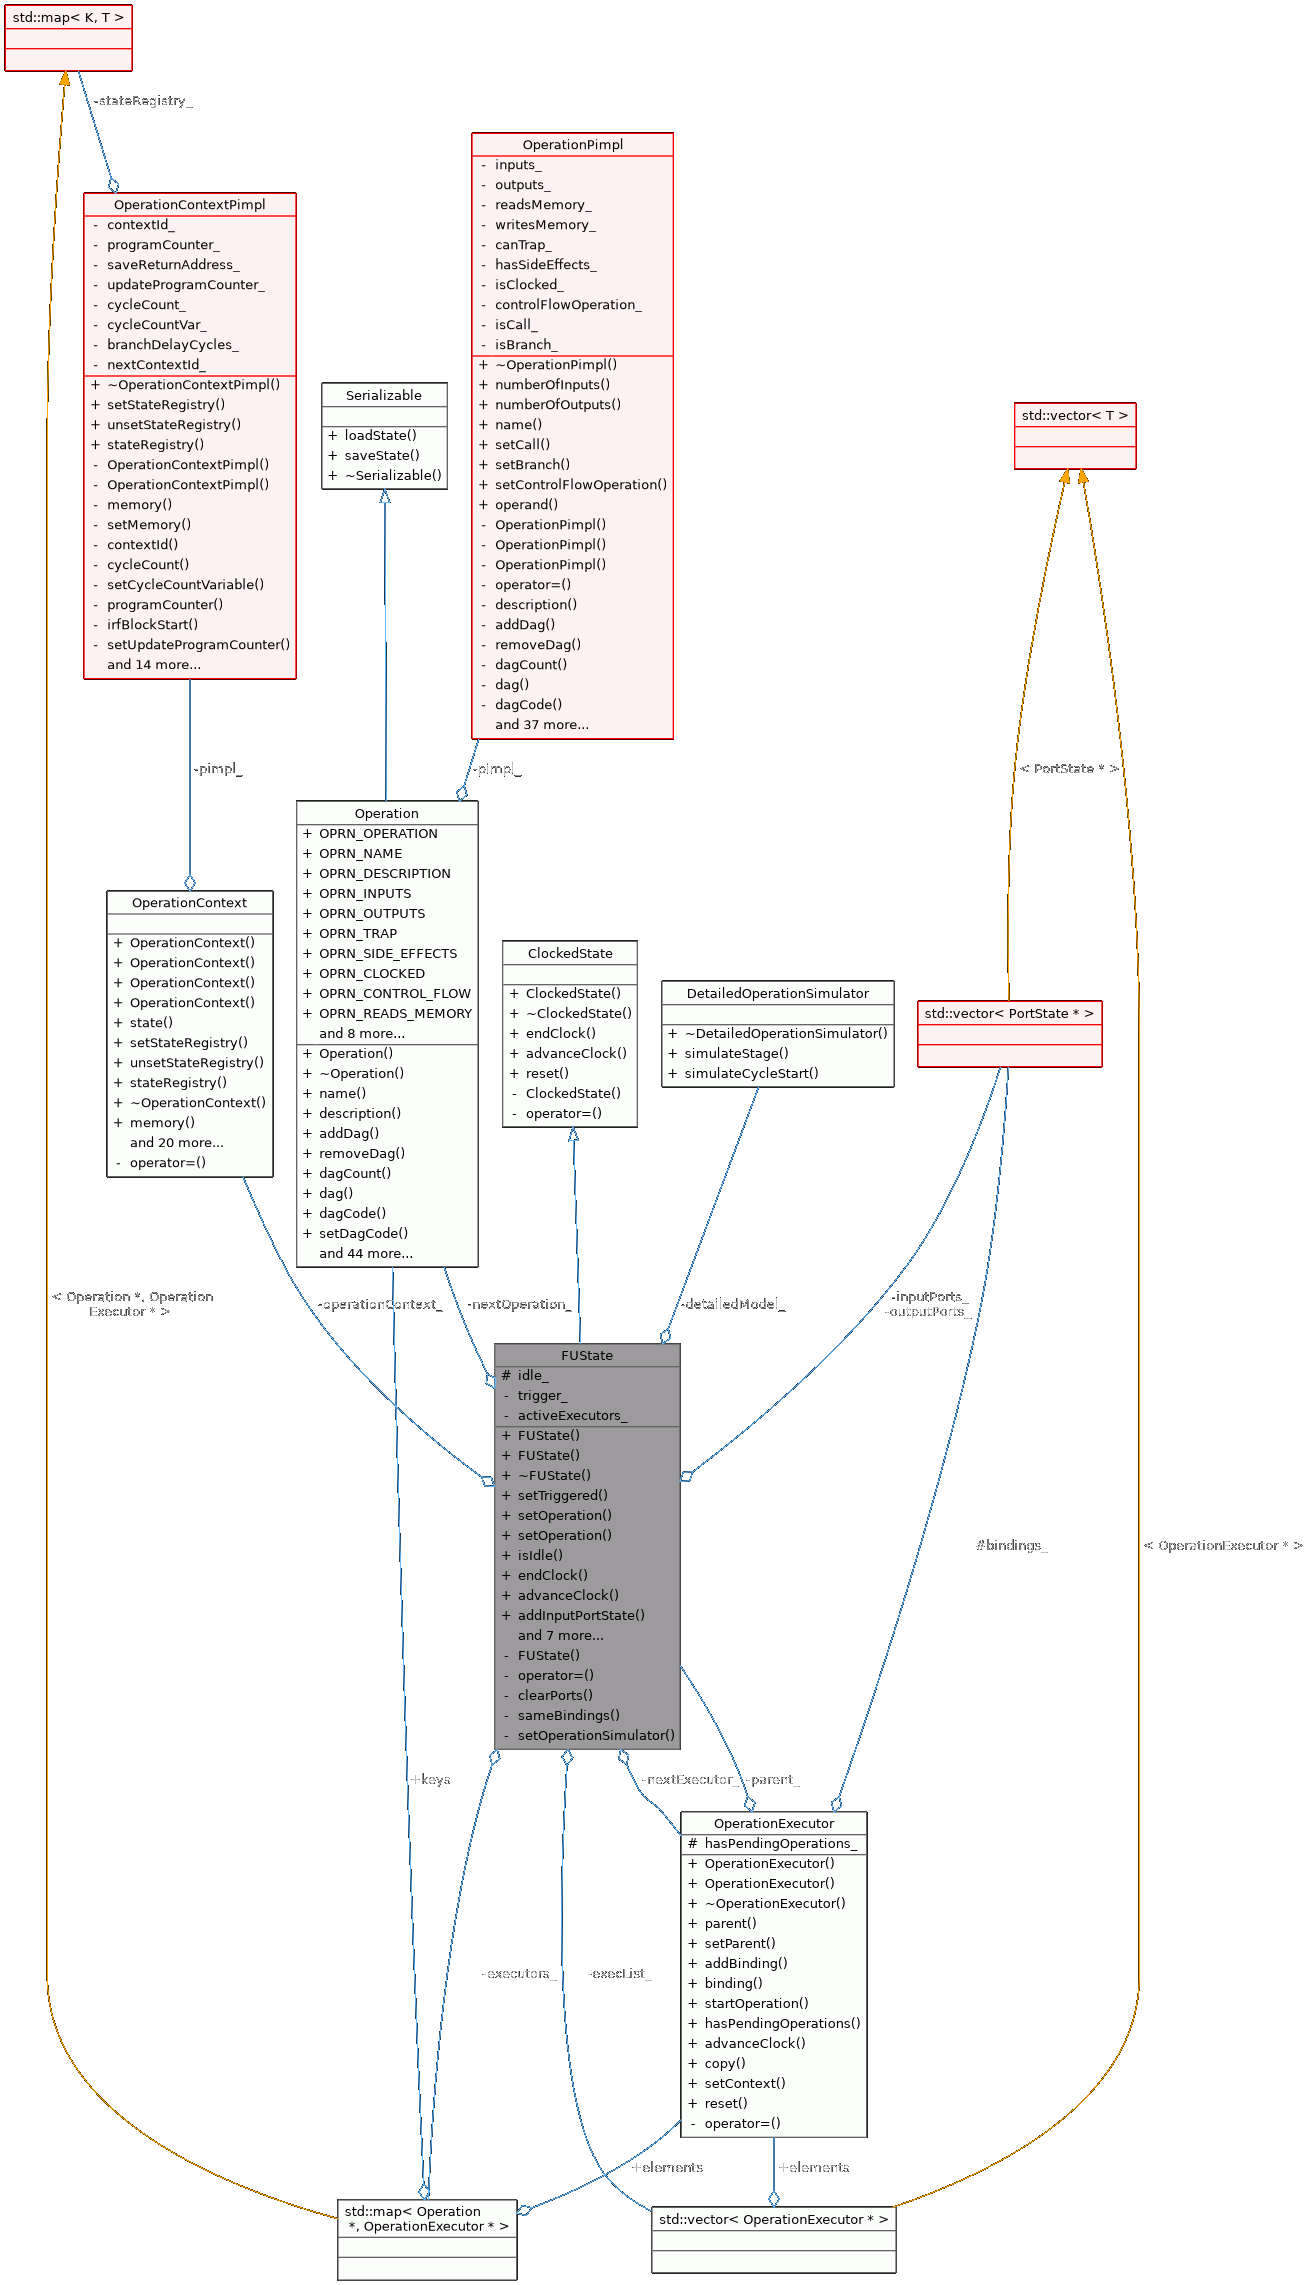 std::map< K, T >
-stateRegistry_
OperationContextPimpl
- contextId_
- programCounter_
- saveReturnAddress_
- updateProgramCounter_
- cycleCount_
- cycleCountVar_
- branchDelayCycles_
- nextContextId_
+ ~OperationContextPimpl()
+ setStateRegistry()
+ unsetStateRegistry()
+ stateRegistry()
- OperationContextPimpl()
- OperationContextPimpl()
- memory()
- setMemory()
- contextId()
- cycleCount()
- setCycleCountVariable()
- programCounter()
- irfBlockStart()
- setUpdateProgramCounter()
and 14 more...
OperationPimpl
- inputs_
- outputs_
- readsMemory_
- writesMemory_
- canTrap_
- hasSideEffects_
- isClocked_
- controlFlowOperation_
- isCall_
- isBranch_
+ ~OperationPimpl()
+ numberOfInputs()
+ numberOfOutputs()
+ name()
+ setCall()
+ setBranch()
+ setControlFlowOperation()
+ operand()
- OperationPimpl()
- OperationPimpl()
- OperationPimpl()
- operator=()
- description()
- addDag()
- removeDag()
- dagCount()
- dag()
- dagCode()
and 37 more...
Serializable
+ loadState()
+ saveState()
+ ~Serializable()
std::vector< T >
-pimpl_
-pimpl_
< PortState * >
Operation
+ OPRN_OPERATION
+ OPRN_NAME
+ OPRN_DESCRIPTION
+ OPRN_INPUTS
+ OPRN_OUTPUTS
+ OPRN_TRAP
+ OPRN_SIDE_EFFECTS
+ OPRN_CLOCKED
+ OPRN_CONTROL_FLOW
+ OPRN_READS_MEMORY
and 8 more...
+ Operation()
+ ~Operation()
+ name()
+ description()
+ addDag()
+ removeDag()
+ dagCount()
+ dag()
+ dagCode()
+ setDagCode()
and 44 more...
OperationContext
+ OperationContext()
+ OperationContext()
+ OperationContext()
+ OperationContext()
+ state()
+ setStateRegistry()
+ unsetStateRegistry()
+ stateRegistry()
+ ~OperationContext()
+ memory()
and 20 more...
- operator=()
ClockedState
+ ClockedState()
+ ~ClockedState()
+ endClock()
+ advanceClock()
+ reset()
- ClockedState()
- operator=()
DetailedOperationSimulator
+ ~DetailedOperationSimulator()
+ simulateStage()
+ simulateCycleStart()
std::vector< PortState * >
< Operation *, Operation
Executor * >
-operationContext_
-nextOperation_
-detailedModel_
-inputPorts_
-outputPorts_
FUState
# idle_
- trigger_
- activeExecutors_
+ FUState()
+ FUState()
+ ~FUState()
+ setTriggered()
+ setOperation()
+ setOperation()
+ isIdle()
+ endClock()
+ advanceClock()
+ addInputPortState()
and 7 more...
- FUState()
- operator=()
- clearPorts()
- sameBindings()
- setOperationSimulator()
#bindings_
< OperationExecutor * >
+keys
-nextExecutor_
-parent_
OperationExecutor
# hasPendingOperations_
+ OperationExecutor()
+ OperationExecutor()
+ ~OperationExecutor()
+ parent()
+ setParent()
+ addBinding()
+ binding()
+ startOperation()
+ hasPendingOperations()
+ advanceClock()
+ copy()
+ setContext()
+ reset()
- operator=()
-executors_
-execList_
+elements
+elements
std::map< Operation
*, OperationExecutor * >
std::vector< OperationExecutor * >